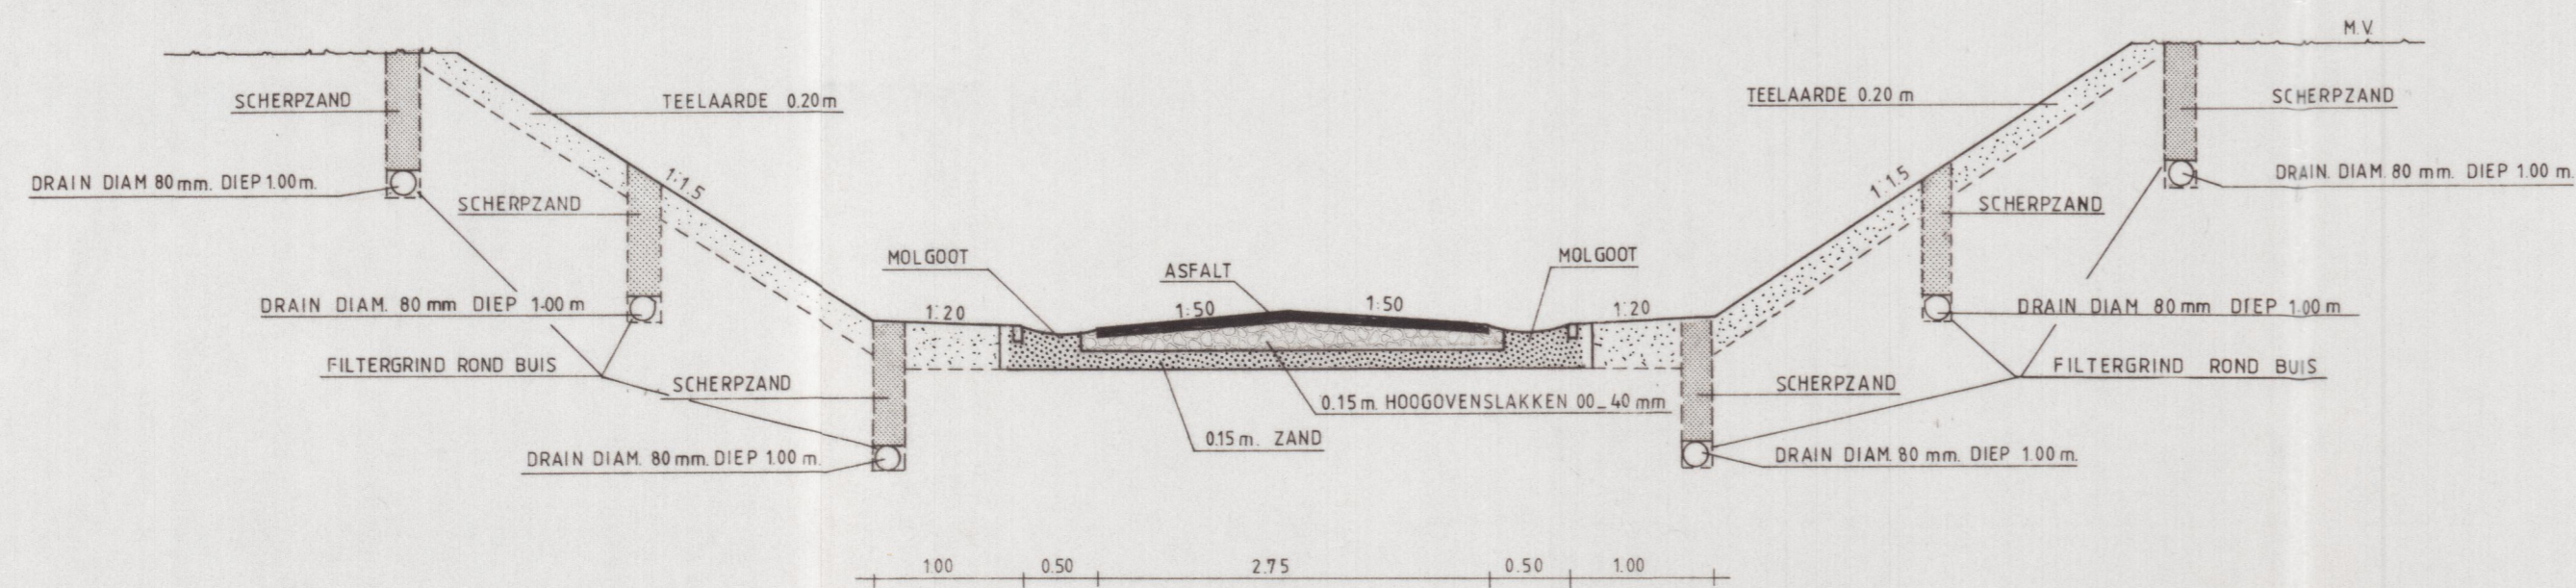 M.V.
SCHERPZAND
TEELAARDE 0.20 m
TEELAARDE 0.20 m
SCHERPZAND
DRAIN DIAM 80 mm. DIEP 1.00 m.
1:1.5
1:1.5
DRAIN. DIAM. 80 mm. DIEP 1.00 m.
SCHERPZAND
SCHERPZAND
MOLGOOT
ASFALT
MOLGOOT
DRAIN DIAM. 80 mm DIEP 1.00 m
1:20
1:50
1:50
1:20
DRAIN DIAM 80 mm DIEP 1.00 m
FILTERGRIND ROND BUIS
FILTERGRIND ROND BUIS
SCHERPZAND
0.15 m. HOOGOVENSLAKKEN 00_40 mm
SCHERPZAND
0.15 m. ZAND
DRAIN DIAM. 80 mm. DIEP 1.00 m.
DRAIN DIAM. 80 mm. DIEP 1.00 m.
1.00 0.50 2.75 0.50 1.00